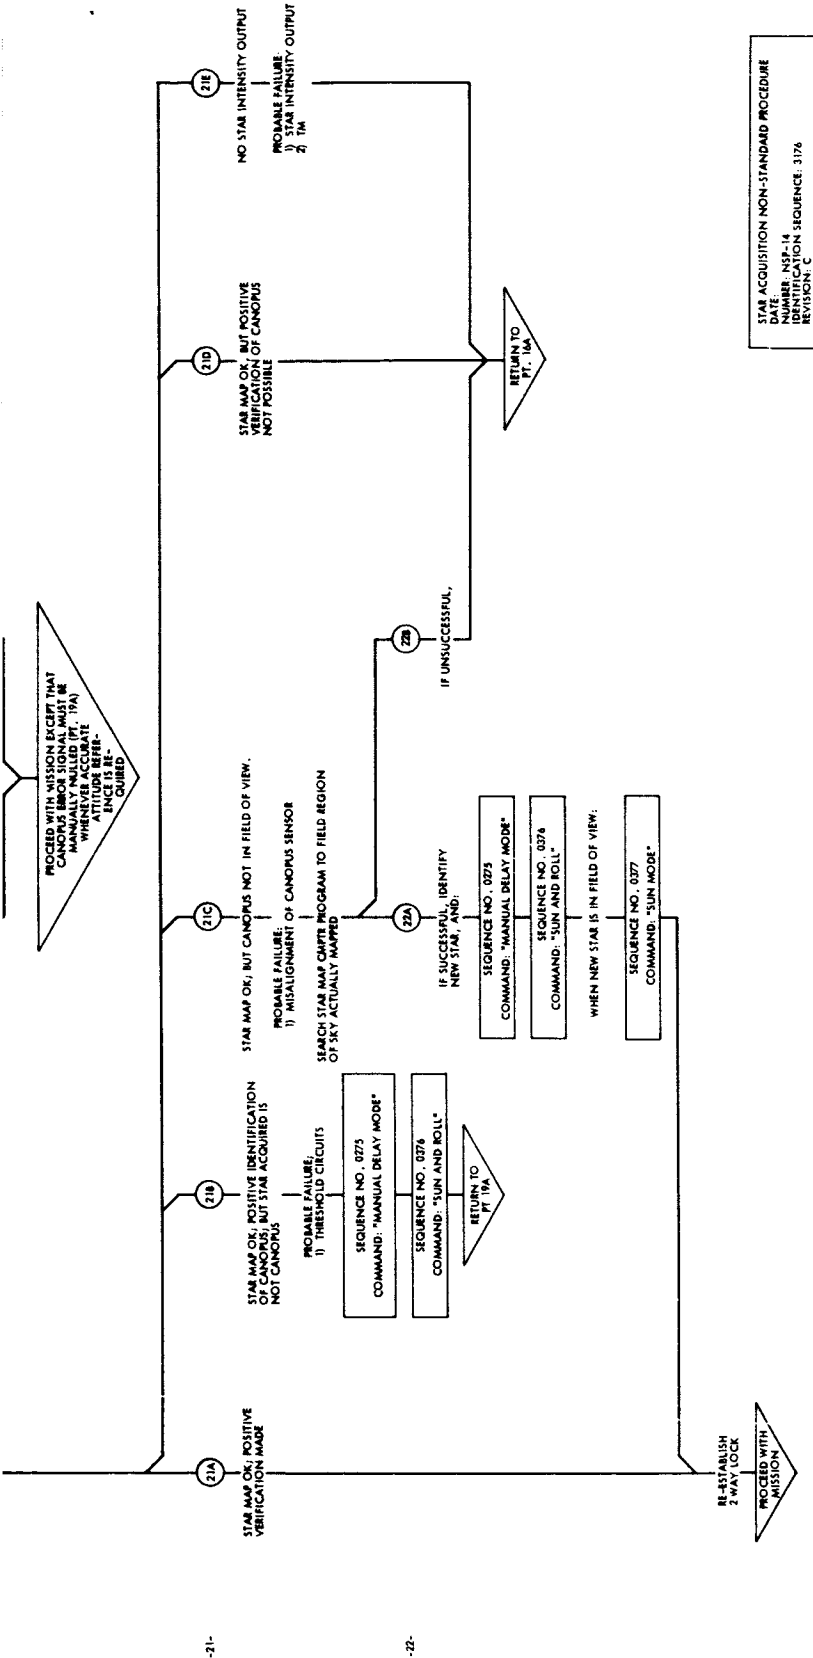 PROCEED WITH MISSION EXCEPT THAT
CANOPUS ERROR SIGNAL MUST BE
MANUALLY NULLED (PT. 19A)
WHENEVER ACCURATE
ATTITUDE REFER-
ENCE IS RE-
QUIRED
-21-
21A
STAR MAP OK; POSITIVE
VERIFICATION MADE
21B
STAR MAP OK; POSITIVE IDENTIFICATION
OF CANOPUS; BUT STAR ACQUIRED IS
NOT CANOPUS
PROBABLE FAILURE;
1) THRESHOLD CIRCUITS
SEQUENCE NO. 0275
COMMAND: "MANUAL DELAY MODE"
SEQUENCE NO. 0376
COMMAND: "SUN AND ROLL"
RETURN TO
PT 19A
21C
STAR MAP OK; BUT CANOPUS NOT IN FIELD OF VIEW.
PROBABLE FAILURE:
1) MISALIGNMENT OF CANOPUS SENSOR
SEARCH STAR MAP CMPTR PROGRAM TO FIELD REGION
OF SKY ACTUALLY MAPPED
21D
STAR MAP OK, BUT POSITIVE
VERIFICATION OF CANOPUS
NOT POSSIBLE
21E
NO STAR INTENSITY OUTPUT
PROBABLE FAILURE:
1) STAR INTENSITY OUTPUT
2) TM
-22-
22A
IF SUCCESSFUL, IDENTIFY
NEW STAR, AND:
SEQUENCE NO. 0275
COMMAND: "MANUAL DELAY MODE"
SEQUENCE NO. 0376
COMMAND: "SUN AND ROLL"
WHEN NEW STAR IS IN FIELD OF VIEW:
SEQUENCE NO. 0377
COMMAND: "SUN MODE"
22B
IF UNSUCCESSFUL,
RETURN TO
PT. 16A
RE-ESTABLISH
2 WAY LOCK
PROCEED WITH
MISSION
STAR ACQUISITION NON-STANDARD PROCEDURE
DATE:
NUMBER: NSP-14
IDENTIFICATION SEQUENCE: 3176
REVISION: C